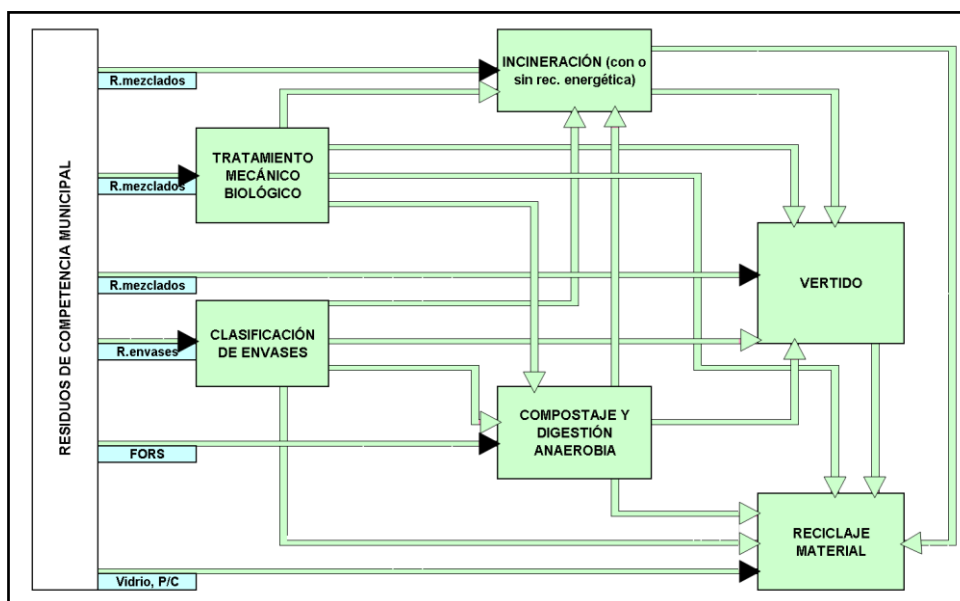 RESIDUOS DE COMPETENCIA MUNICIPAL
R.mezclados
INCINERACIÓN (con o
sin rec. energética)
R.mezclados
TRATAMIENTO
MECÁNICO
BIOLÓGICO
R.mezclados
VERTIDO
R.envases
CLASIFICACIÓN
DE ENVASES
FORS
COMPOSTAJE Y
DIGESTIÓN
ANAEROBIA
Vidrio, P/C
RECICLAJE
MATERIAL